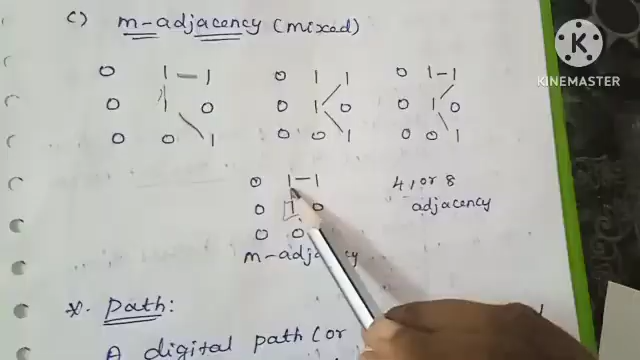 c) m-adjacency (mixed)
KINEMASTER
0 1 1 0 1 1 0 1 1
0 1 0 0 1 0 0 1 0
0 0 1 0 0 1 0 0 1
0 1 1 4, or 8
0 1 0 adjacency
0 0
m-adjacency
*. Path:
A digital path (or